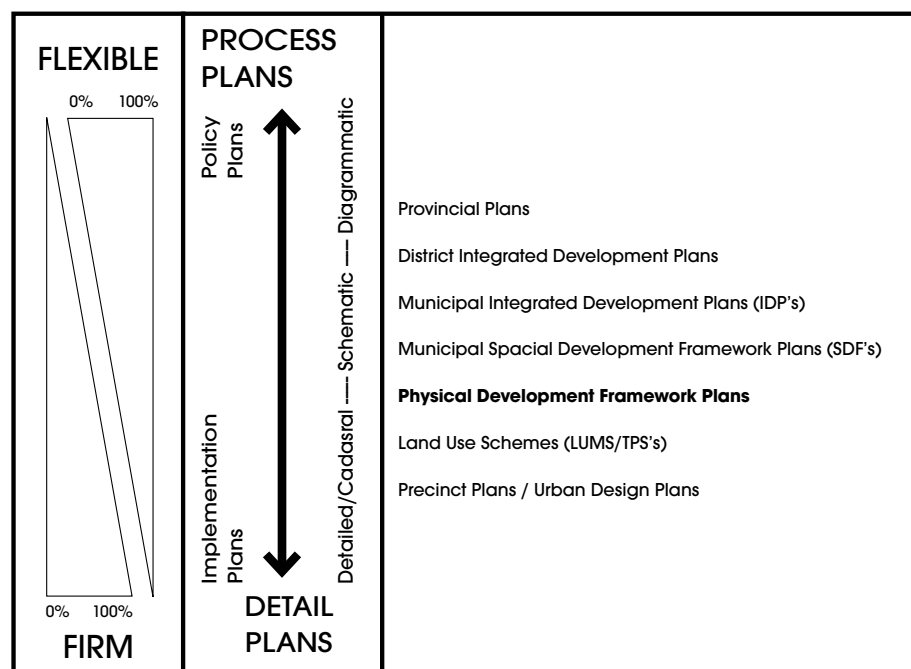 FLEXIBLE
0% 100%
0% 100%
FIRM
PROCESS
PLANS
Policy
Plans
Implementation
Plans
Detailed/Cadasral ---- Schematic ---- Diagrammatic
DETAIL
PLANS
Provincial Plans
District Integrated Development Plans
Municipal Integrated Development Plans (IDP's)
Municipal Spacial Development Framework Plans (SDF's)
Physical Development Framework Plans
Land Use Schemes (LUMS/TPS's)
Precinct Plans / Urban Design Plans